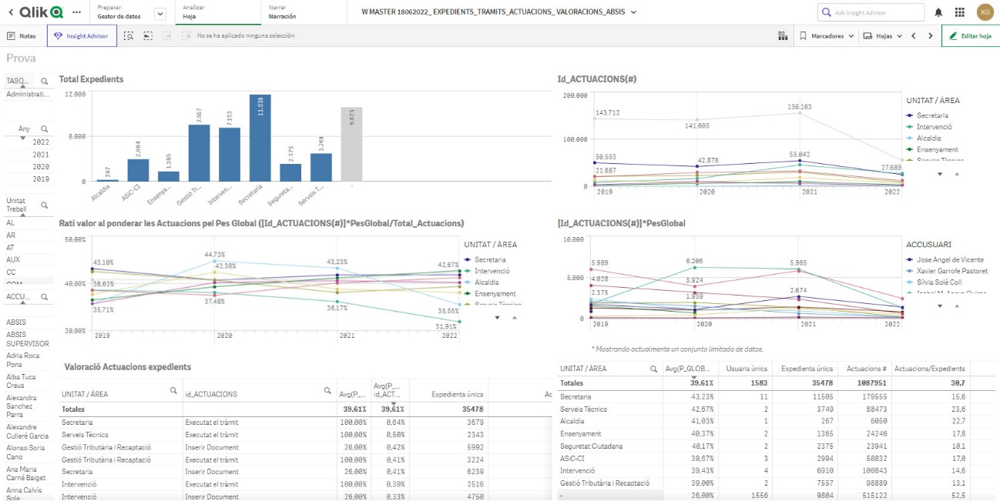 Qlik
Preparar
Gestor de datos
Analizar
Hoja
Narrar
Narración
W MASTER 18062022_ EXPEDIENTS_TRAMITS_ACTUACIONS_VALORACIONS_ABSIS
Ask Insight Advisor
XG
Notas
Insight Advisor
No se ha aplicado ninguna selección
Marcadores
Hojas
Editar hoja
Prova
TASQ...
Administrati...
Any
2022
2021
2020
2019
Unitat
Treball
AL
AR
AT
AUX
CC
ACCU...
ABSIS
ABSIS
SUPERVISOR
Adria Roca
Pons
Alba Tuca
Creus
Alexandra
Sanchez
Parra
Alexandre
Culleré Garcia
Alonso Soria
Cano
Ana Maria
Carné Baiget
Anna Calvís
Sole
Total Expedients
12.000
6.000
0
267
2.994
1.365
7.557
7.153
11.630
2.375
3.749
9.873
Alcaldia
ASiC-CI
Ensenya...
Gestió Tr...
Interven...
Secretaria
Segureta...
Serveis T...
-
Id_ACTUACIONS(#)
200.000
100.000
0
143.712
141.605
156.163
50.553
42.876
55.042
21.687
27.689
2019
2020
2021
2022
UNITAT / ÀREA
Secretaria
Intervenció
Alcaldia
Ensenyament
Serveis Tècnics
Rati valor al ponderar les Actuacions pel Pes Global ([Id_ACTUACIONS(#)]*PesGlobal/Total_Actuacions)
50,00%
40,00%
30,00%
43,10%
38,62%
35,71%
44,73%
42,38%
37,48%
43,23%
36,17%
42,67%
35,55%
31,91%
2019
2020
2021
2022
UNITAT / ÀREA
Secretaria
Intervenció
Alcaldia
Ensenyament
Serveis Tècnics
[Id_ACTUACIONS(#)]*PesGlobal
10.000
5.000
0
5.989
4.028
2.375
6.206
3.924
1.939
5.985
2.674
2019
2020
2021
2022
ACCUSUARI
Jose Angel de Vicente
Xavier Garrofe Pastoret
Sílvia Solé Coll
* Mostrando actualmente un conjunto limitado de datos.
Valoració Actuacions expedients
UNITAT / ÀREA id_ACTUACIONS Avg(P_... Avg(P_... id_ACT... Expedients únics Ac
Totales 39,61% 39,61% 35478
Secretaria Executat el tràmit 100,00% 0,64% 3679
Serveis Tècnics Executat el tràmit 100,00% 0,50% 2343
Gestió Tributària i Recaptació Inserir Document 26,00% 0,42% 5992
Gestió Tributària i Recaptació Executat el tràmit 100,00% 0,41% 3224
Secretaria Inserir Document 26,00% 0,41% 6239
Intervenció Executat el tràmit 100,00% 0,39% 2516
Intervenció Inserir Document 26,00% 0,33% 4750
UNITAT / ÀREA Avg(P_GLOB... Usuaris únics Expedients únics Actuacions # Actuacions/Expedients
Totales 39,61% 1583 35478 1087951 30,7
Secretaria 43,23% 11 11505 179555 15,6
Serveis Tècnics 42,67% 2 3749 88473 23,6
Alcaldia 41,03% 1 267 6050 22,7
Ensenyament 40,37% 2 1365 24246 17,8
Seguretat Ciutadana 40,17% 2 2375 23941 10,1
ASiC-CI 39,67% 3 2994 50832 17,0
Intervenció 39,43% 4 6910 100843 14,6
Gestió Tributària i Recaptació 39,00% 2 7557 98889 13,1
- 26,00% 1556 9804 515122 52,5